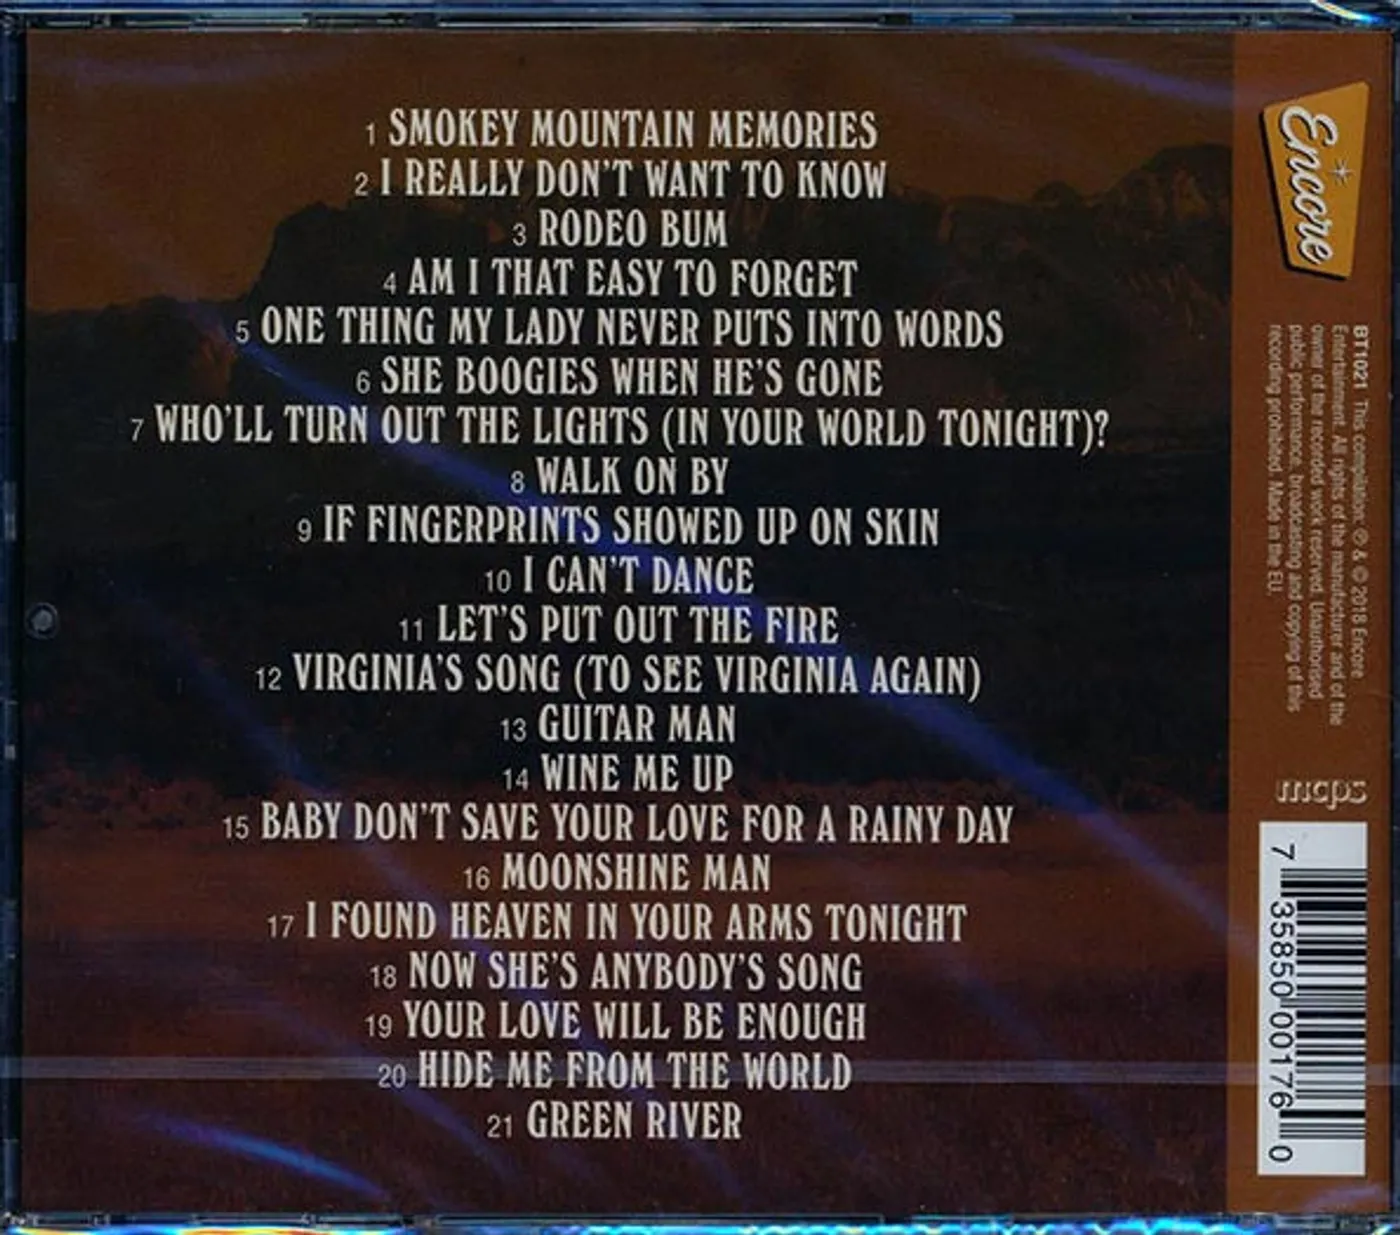 1 SMOKEY MOUNTAIN MEMORIES
2 I REALLY DON'T WANT TO KNOW
3 RODEO BUM
4 AM I THAT EASY TO FORGET
5 ONE THING MY LADY NEVER PUTS INTO WORDS
6 SHE BOOGIES WHEN HE'S GONE
7 WHO'LL TURN OUT THE LIGHTS (IN YOUR WORLD TONIGHT)?
8 WALK ON BY
9 IF FINGERPRINTS SHOWED UP ON SKIN
10 I CAN'T DANCE
11 LET'S PUT OUT THE FIRE
12 VIRGINIA'S SONG (TO SEE VIRGINIA AGAIN)
13 GUITAR MAN
14 WINE ME UP
15 BABY DON'T SAVE YOUR LOVE FOR A RAINY DAY
16 MOONSHINE MAN
17 I FOUND HEAVEN IN YOUR ARMS TONIGHT
18 NOW SHE'S ANYBODY'S SONG
19 YOUR LOVE WILL BE ENOUGH
20 HIDE ME FROM THE WORLD
21 GREEN RIVER
Encore
BT1021 This compilation: ℗ & © 2018 Encore
Entertainment. All rights of the manufacturer and of the
owner of the recorded work reserved. Unauthorised
public performance, broadcasting and copying of this
recording prohibited. Made in the EU.
mcps
7 35850 00176 0